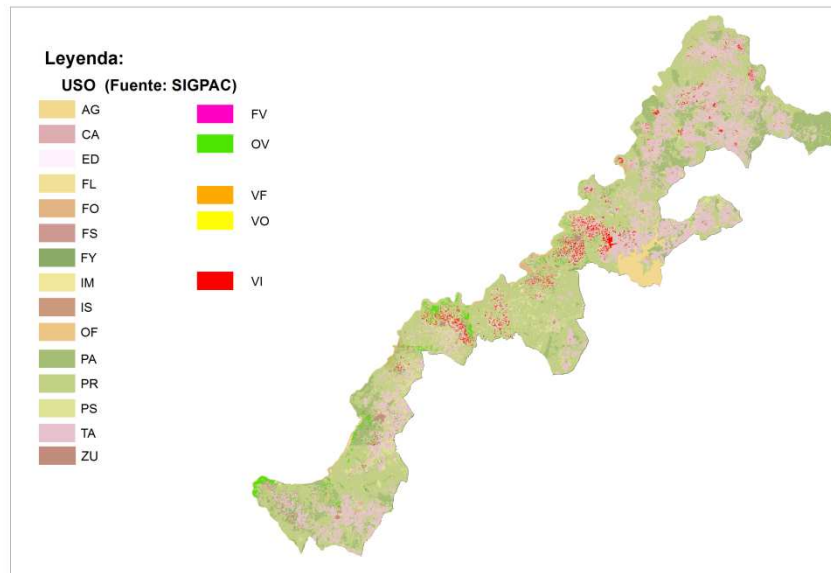 Leyenda:
USO (Fuente: SIGPAC)
AG
CA
ED
FL
FO
FS
FY
IM
IS
OF
PA
PR
PS
TA
ZU
FV
OV
VF
VO
VI